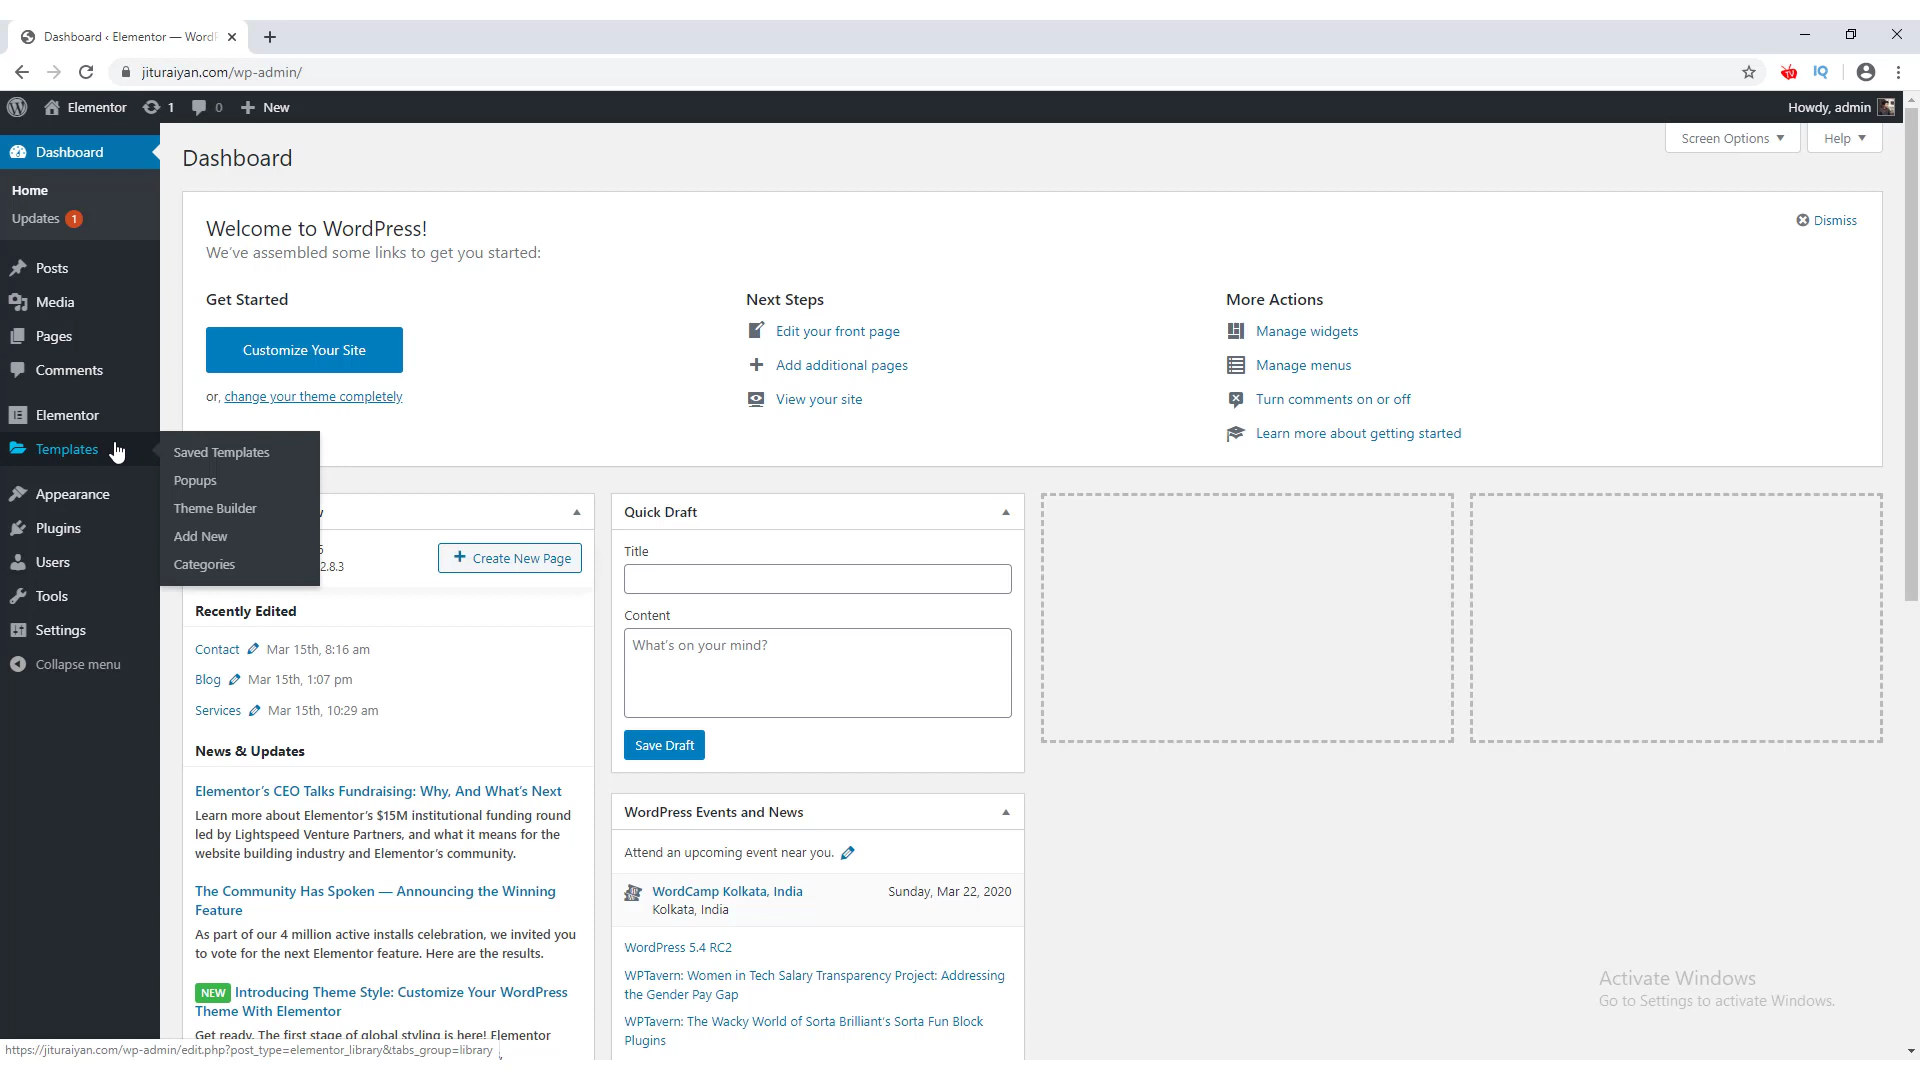 Dashboard ‹ Elementor — WordP
jituraiyan.com/wp-admin/
IQ
Elementor 1 0 New
Howdy, admin
Dashboard
Home
Updates 1
Posts
Media
Pages
Comments
Elementor
Templates
Appearance
Plugins
Users
Tools
Settings
Collapse menu
Saved Templates
Popups
Theme Builder
Add New
Categories
Screen Options
Help
Dashboard
Welcome to WordPress!
We've assembled some links to get you started:
Dismiss
Get Started
Customize Your Site
or, change your theme completely
Next Steps
Edit your front page
Add additional pages
View your site
More Actions
Manage widgets
Manage menus
Turn comments on or off
Learn more about getting started
2.8.3
Create New Page
Recently Edited
Contact Mar 15th, 8:16 am
Blog Mar 15th, 1:07 pm
Services Mar 15th, 10:29 am
News & Updates
Elementor's CEO Talks Fundraising: Why, And What's Next
Learn more about Elementor's $15M institutional funding round
led by Lightspeed Venture Partners, and what it means for the
website building industry and Elementor's community.
The Community Has Spoken — Announcing the Winning
Feature
As part of our 4 million active installs celebration, we invited you
to vote for the next Elementor feature. Here are the results.
NEW Introducing Theme Style: Customize Your WordPress
Theme With Elementor
Get ready. The first stage of global styling is here! Elementor
Quick Draft
Title
Content
What's on your mind?
Save Draft
WordPress Events and News
Attend an upcoming event near you.
WordCamp Kolkata, India Sunday, Mar 22, 2020
Kolkata, India
WordPress 5.4 RC2
WPTavern: Women in Tech Salary Transparency Project: Addressing
the Gender Pay Gap
WPTavern: The Wacky World of Sorta Brilliant's Sorta Fun Block
Plugins
Activate Windows
Go to Settings to activate Windows.
https://jituraiyan.com/wp-admin/edit.php?post_type=elementor_library&tabs_group=library